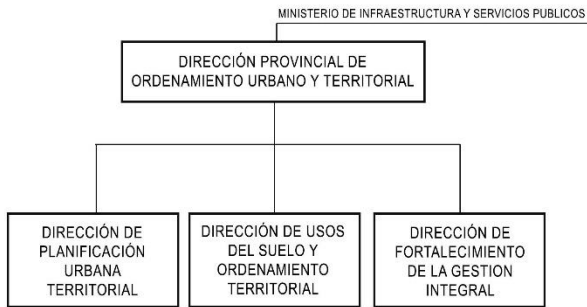 MINISTERIO DE INFRAESTRUCTURA Y SERVICIOS PUBLICOS
DIRECCIÓN PROVINCIAL DE
ORDENAMIENTO URBANO Y TERRITORIAL
DIRECCIÓN DE
PLANIFICACIÓN
URBANA
TERRITORIAL
DIRECCIÓN DE USOS
DEL SUELO Y
ORDENAMIENTO
TERRITORIAL
DIRECCIÓN DE
FORTALECIMIENTO
DE LA GESTION
INTEGRAL